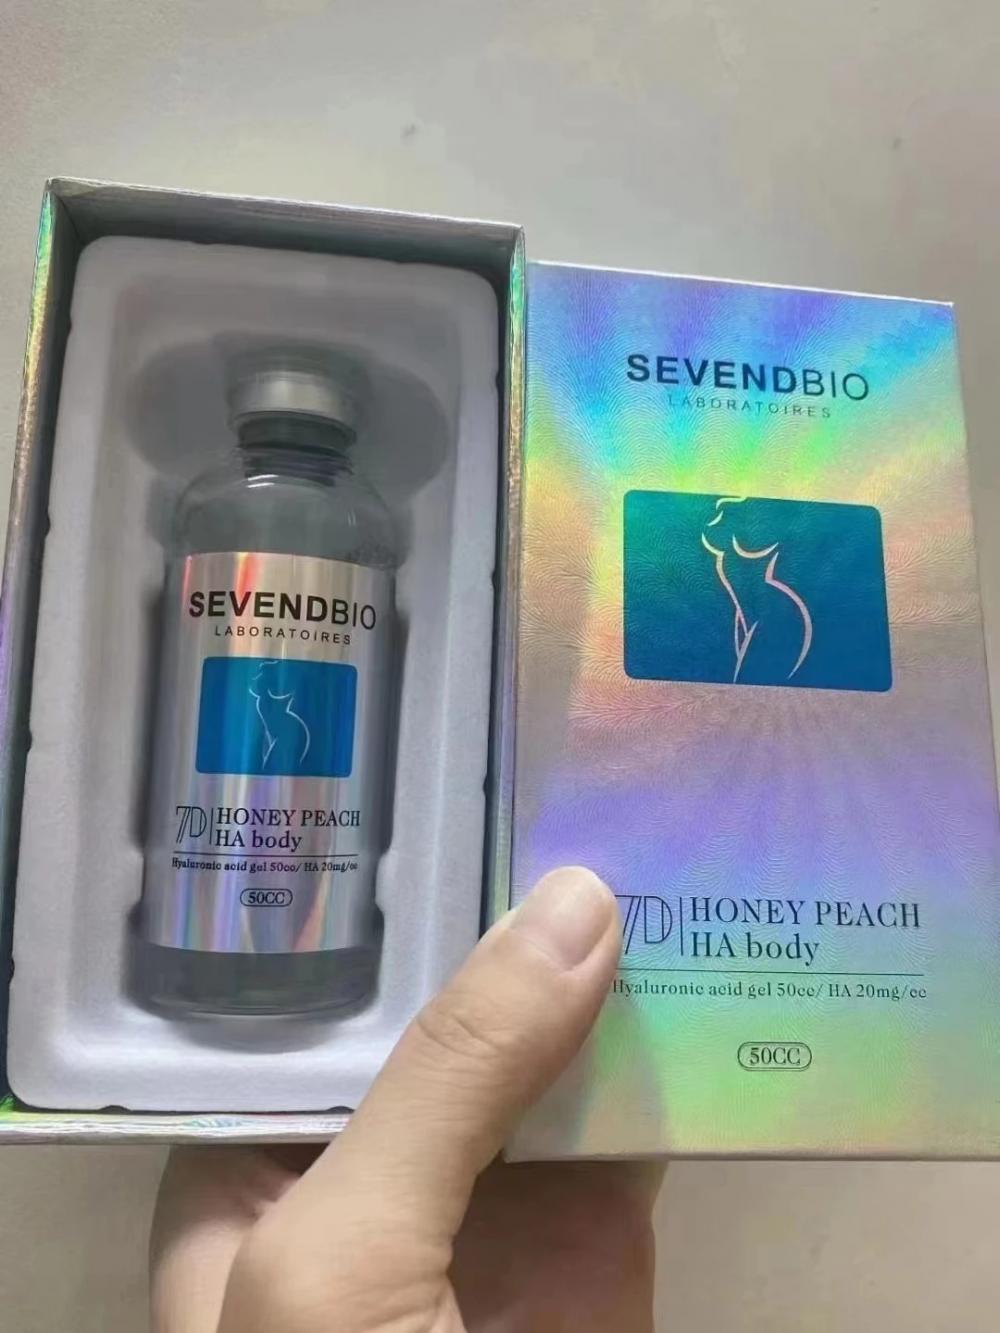 SEVENDBIO
LABORATOIRES
7D HONEY PEACH
HA body
Hyaluronic acid gel 50cc/ HA 20mg/cc
50CC
SEVENDBIO
LABORATOIRES
7D HONEY PEACH
HA body
Hyaluronic acid gel 50cc/ HA 20mg/cc
50CC